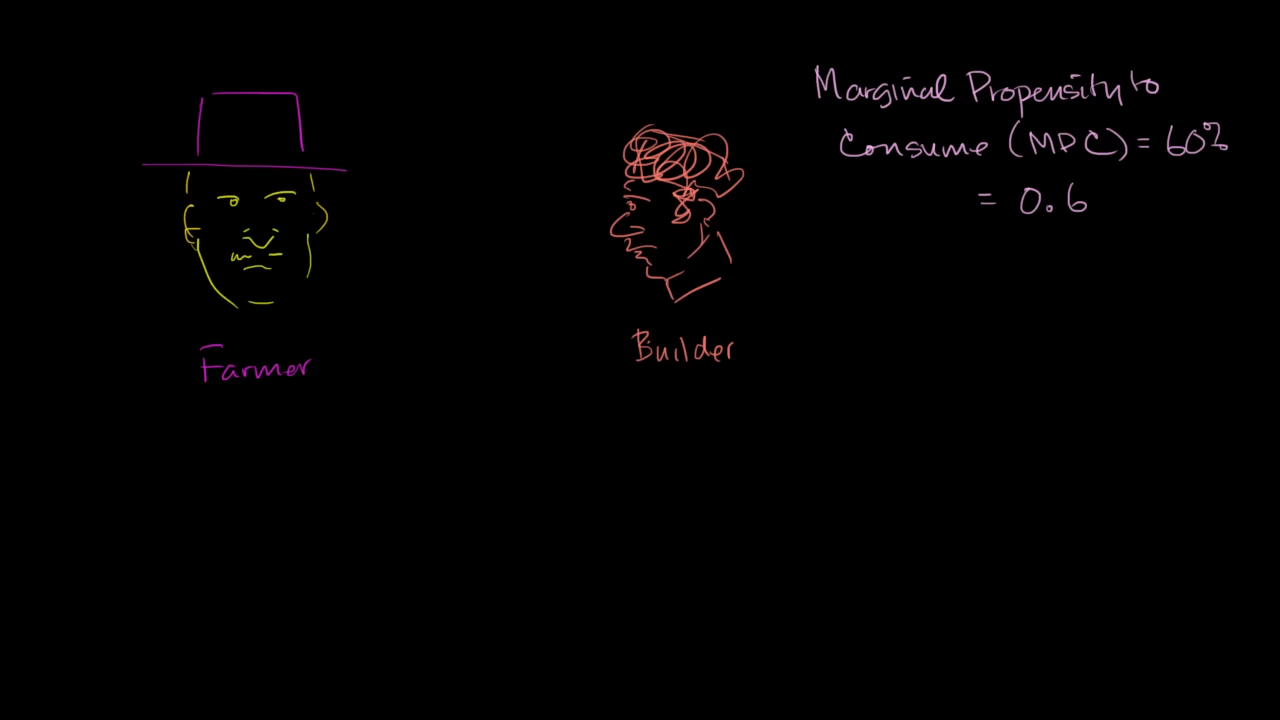 Marginal Propensity to
Consume (MPC) = 60%
= 0.6
Builder
Farmer